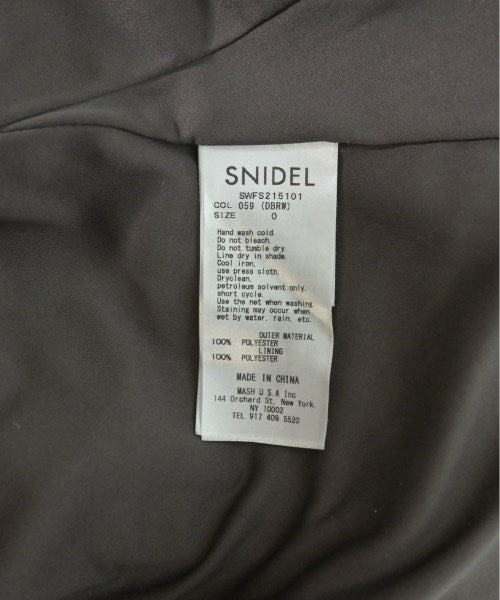 SNIDEL
SWFS215101
COL 059 (DBRW)
SIZE 0
Hand wash cold.
Do not bleach.
Do not tumble dry.
Line dry in shade.
Cool iron,
use press cloth.
Dryclean,
petroleum solvent only,
short cycle.
Use the net when washing
Staining may occur when
wet by water, rain, etc.
OUTER MATERIAL
100% POLYESTER
LINING
100% POLYESTER
MADE IN CHINA
MASH U.S.A Inc
144 Orchard St. New York,
NY 10002
TEL 917 409 5520